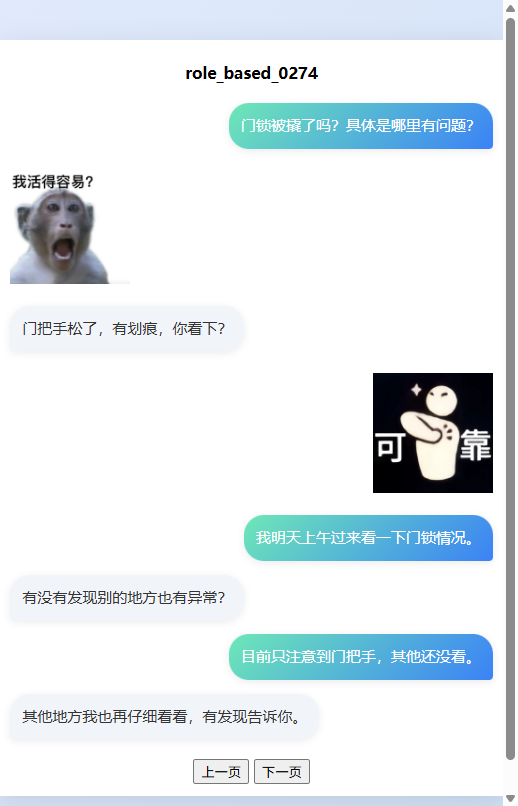 role_based_0274
门锁被撬了吗？具体是哪里有问题？
我活得容易？
门把手松了，有划痕，你看下？
可靠
我明天上午过来看一下门锁情况。
有没有发现别的地方也有异常？
目前只注意到门把手，其他还没看。
其他地方我也再仔细看看，有发现告诉你。
上一页 下一页